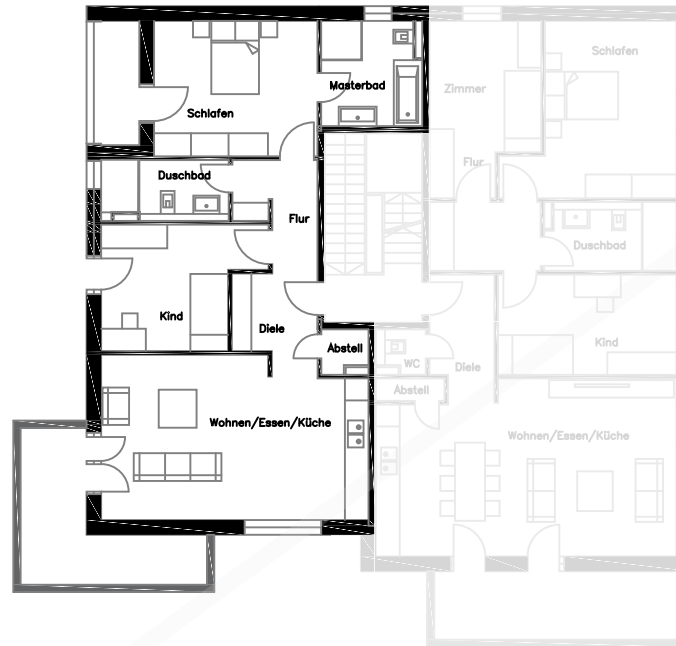 Schlafen
Masterbad
Zimmer
Schlafen
Duschbad
Flur
Flur
Duschbad
Kind
Diele
Abstell
WC
Diele
Kind
Abstell
Wohnen/Essen/Küche
Wohnen/Essen/Küche